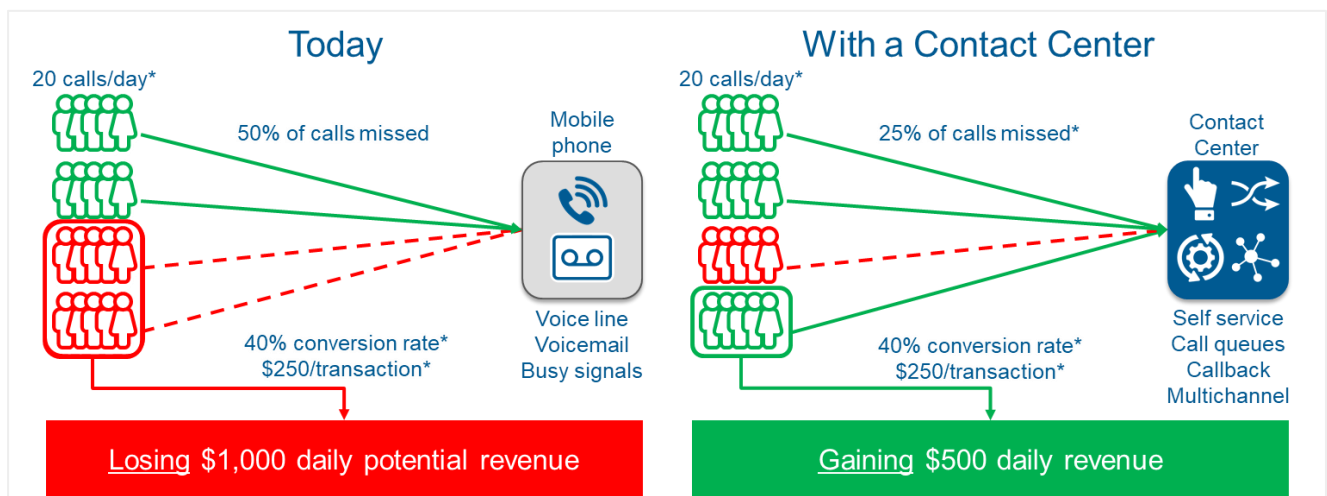 Today
20 calls/day*
50% of calls missed
Mobile
phone
40% conversion rate*
$250/transaction*
Voice line
Voicemail
Busy signals
Losing $1,000 daily potential revenue
With a Contact Center
20 calls/day*
25% of calls missed*
Contact
Center
40% conversion rate*
$250/transaction*
Self service
Call queues
Callback
Multichannel
Gaining $500 daily revenue